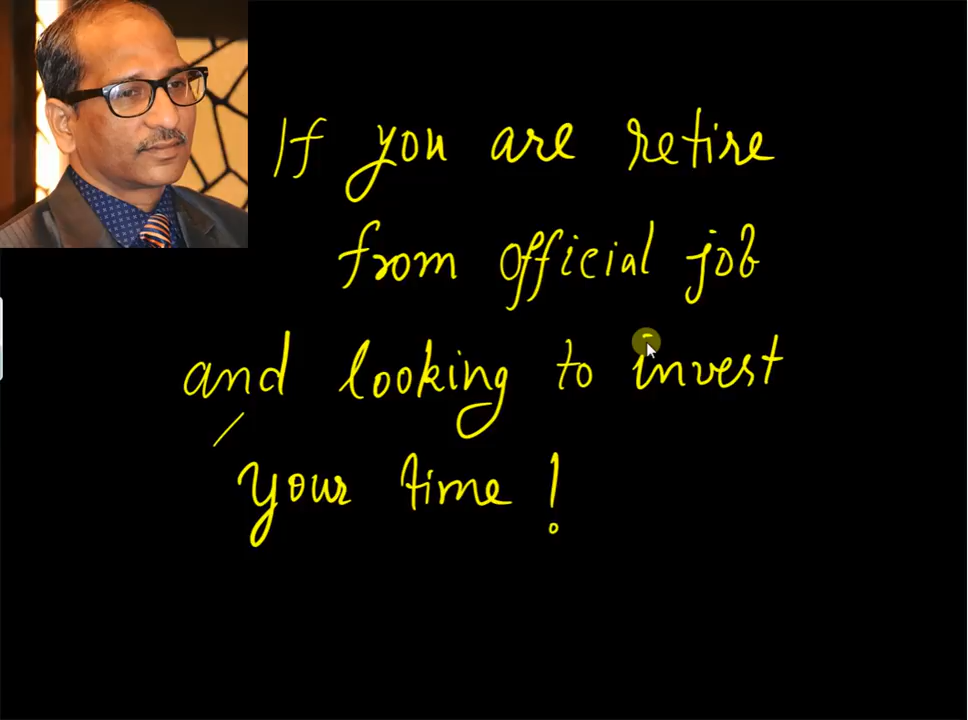 If you are retire
from official job
and looking to invest
your time !